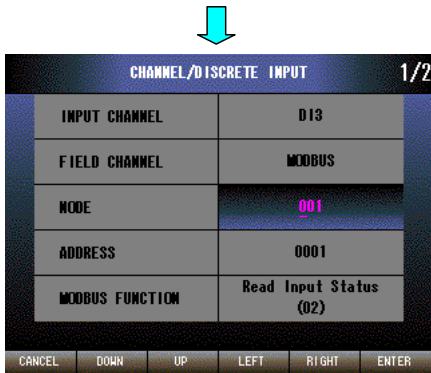 CHANNEL/DISCRETE INPUT 1/2
INPUT CHANNEL DI3
FIELD CHANNEL MODBUS
NODE 001
ADDRESS 0001
MODBUS FUNCTION Read Input Status
(02)
CANCEL DOWN UP LEFT RIGHT ENTER